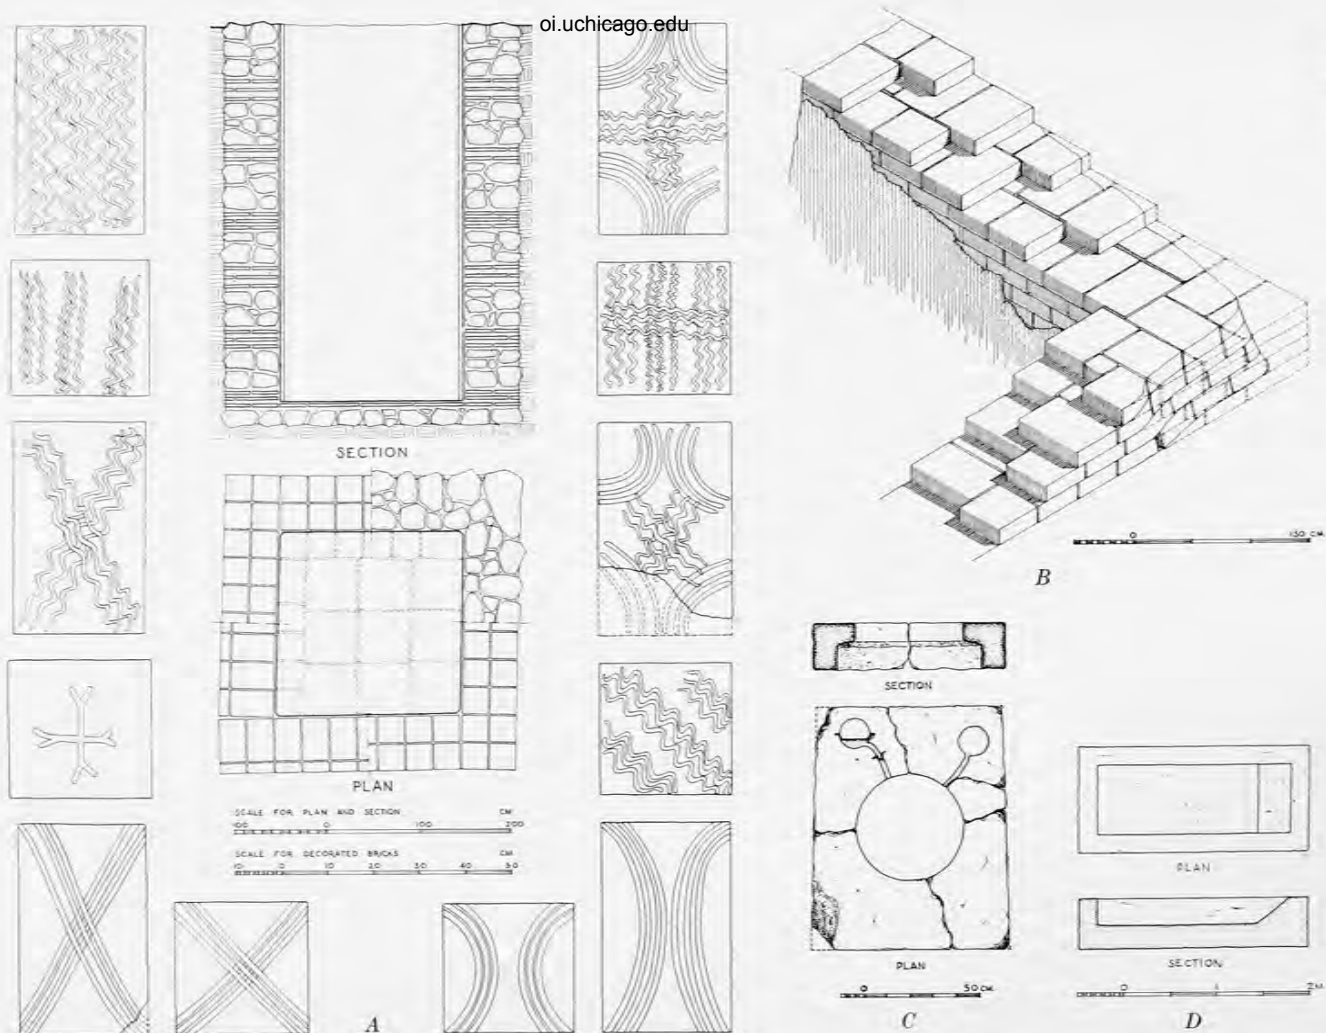 oi.uchicago.edu
SECTION
PLAN
SCALE FOR PLAN AND SECTION CM
100 0 100 200
SCALE FOR DECORATED BRICKS CM
10 0 10 20 30 40 50
A
0 150 CM
B
SECTION
PLAN
0 50 CM
C
PLAN
SECTION
0 1 2 M
D